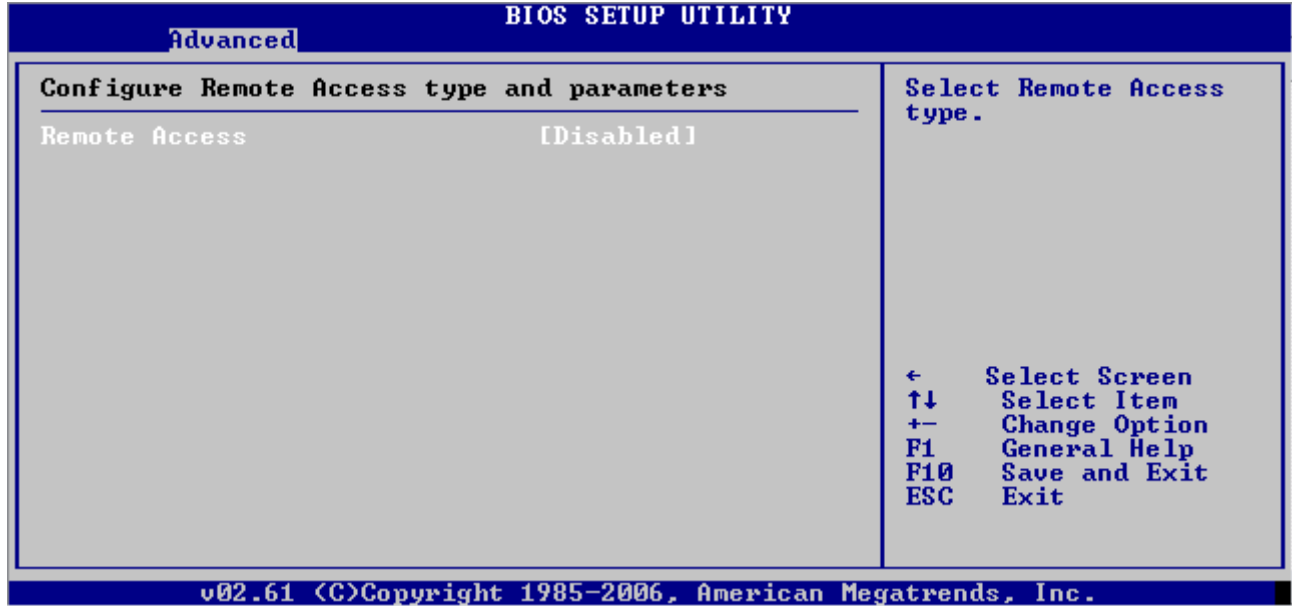 BIOS SETUP UTILITY
Advanced
Configure Remote Access type and parameters
Remote Access [Disabled]
Select Remote Access
type.
← Select Screen
↑↓ Select Item
+- Change Option
F1 General Help
F10 Save and Exit
ESC Exit
v02.61 (C)Copyright 1985-2006, American Megatrends, Inc.